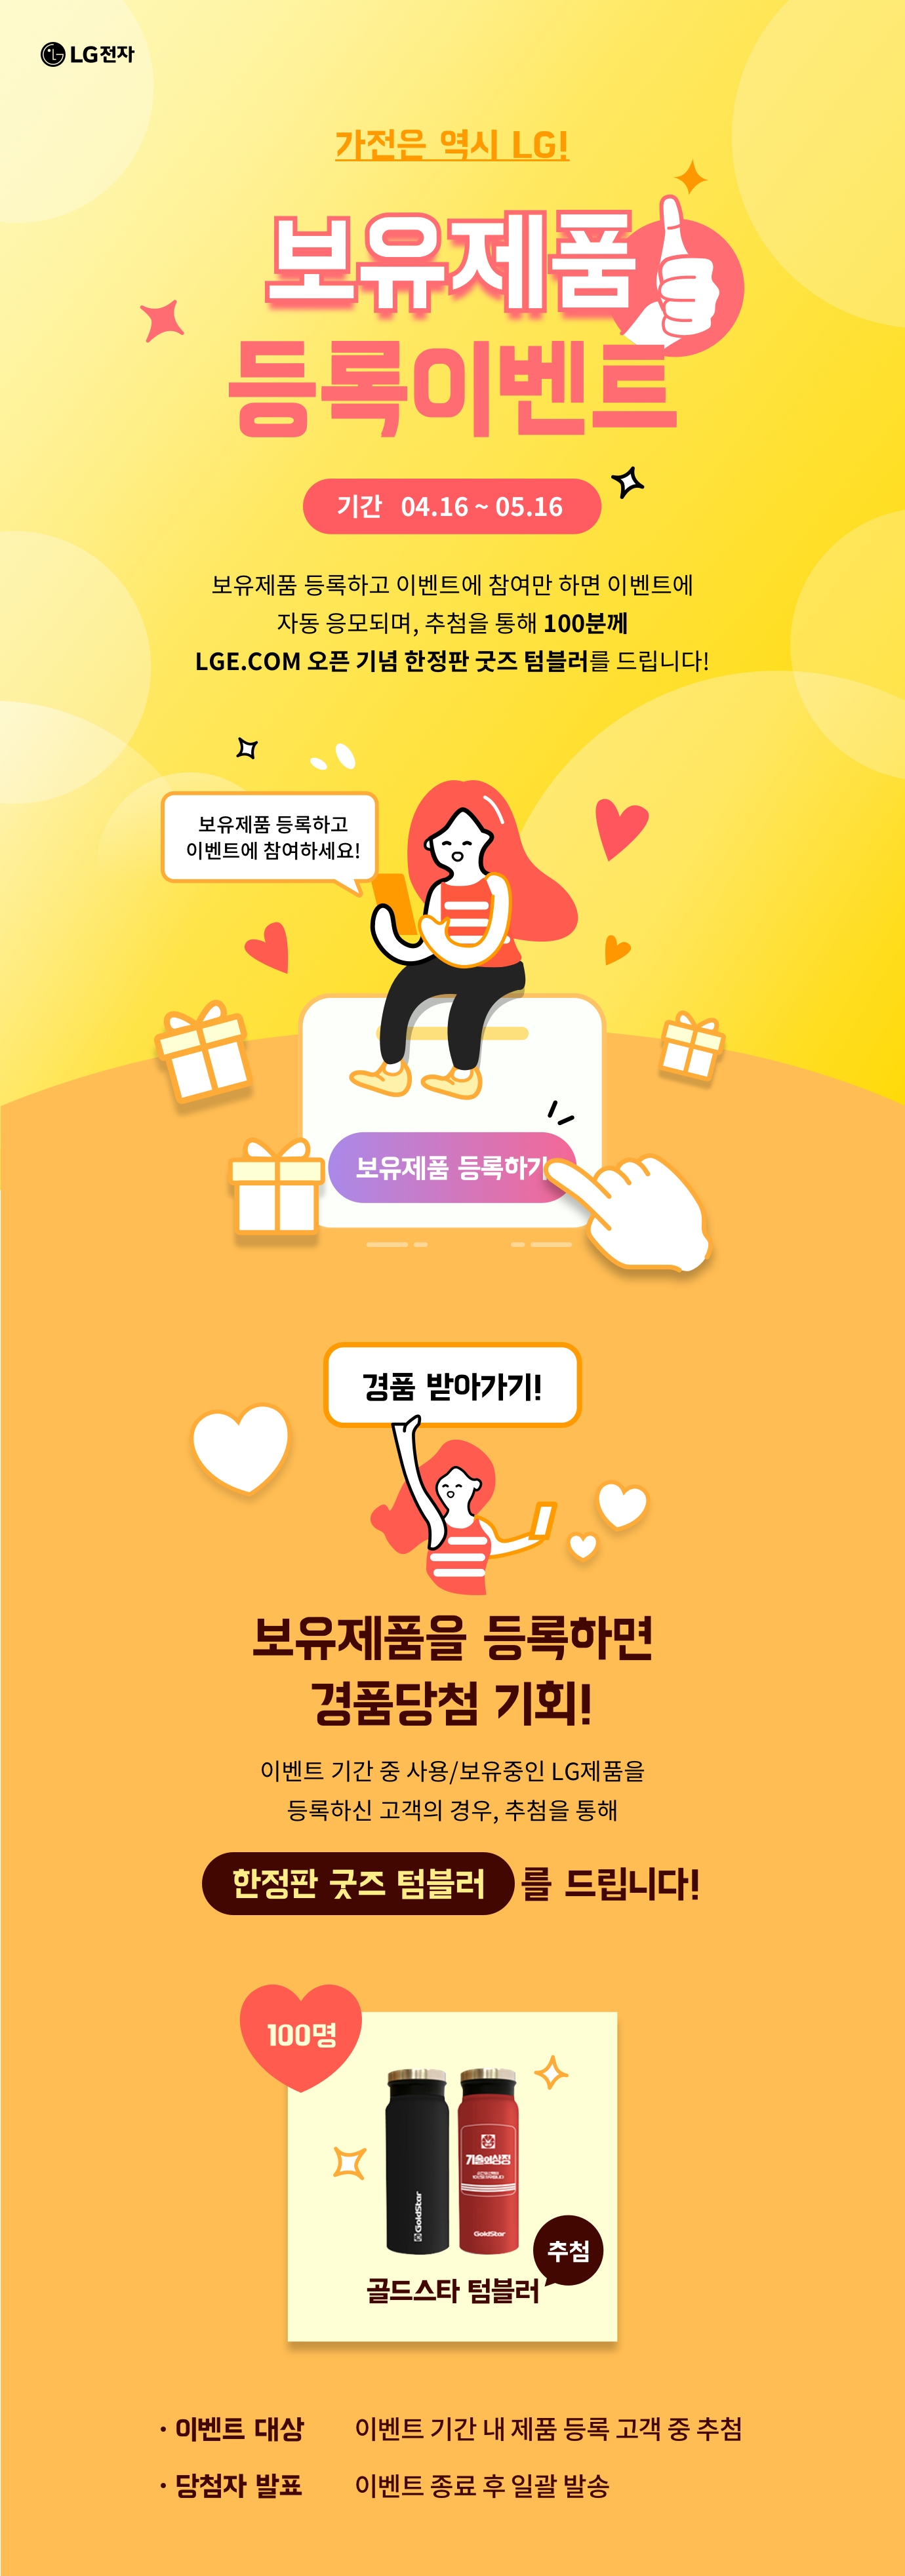 LG전자
가전은 역시 LG!
보유제품
등록이벤트
기간 04.16 ~ 05.16
보유제품 등록하고 이벤트에 참여만 하면 이벤트에
자동 응모되며, 추첨을 통해 100분께
LGE.COM 오픈 기념 한정판 굿즈 텀블러를 드립니다!
보유제품 등록하고
이벤트에 참여하세요!
보유제품 등록하기
경품 받아가기!
보유제품을 등록하면
경품당첨 기회!
이벤트 기간 중 사용/보유중인 LG제품을
등록하신 고객의 경우, 추첨을 통해
한정판 굿즈 텀블러를 드립니다!
100명
기술의상징
GoldStar
GoldStar
추첨
골드스타 텀블러
· 이벤트 대상 이벤트 기간 내 제품 등록 고객 중 추첨
· 당첨자 발표 이벤트 종료 후 일괄 발송